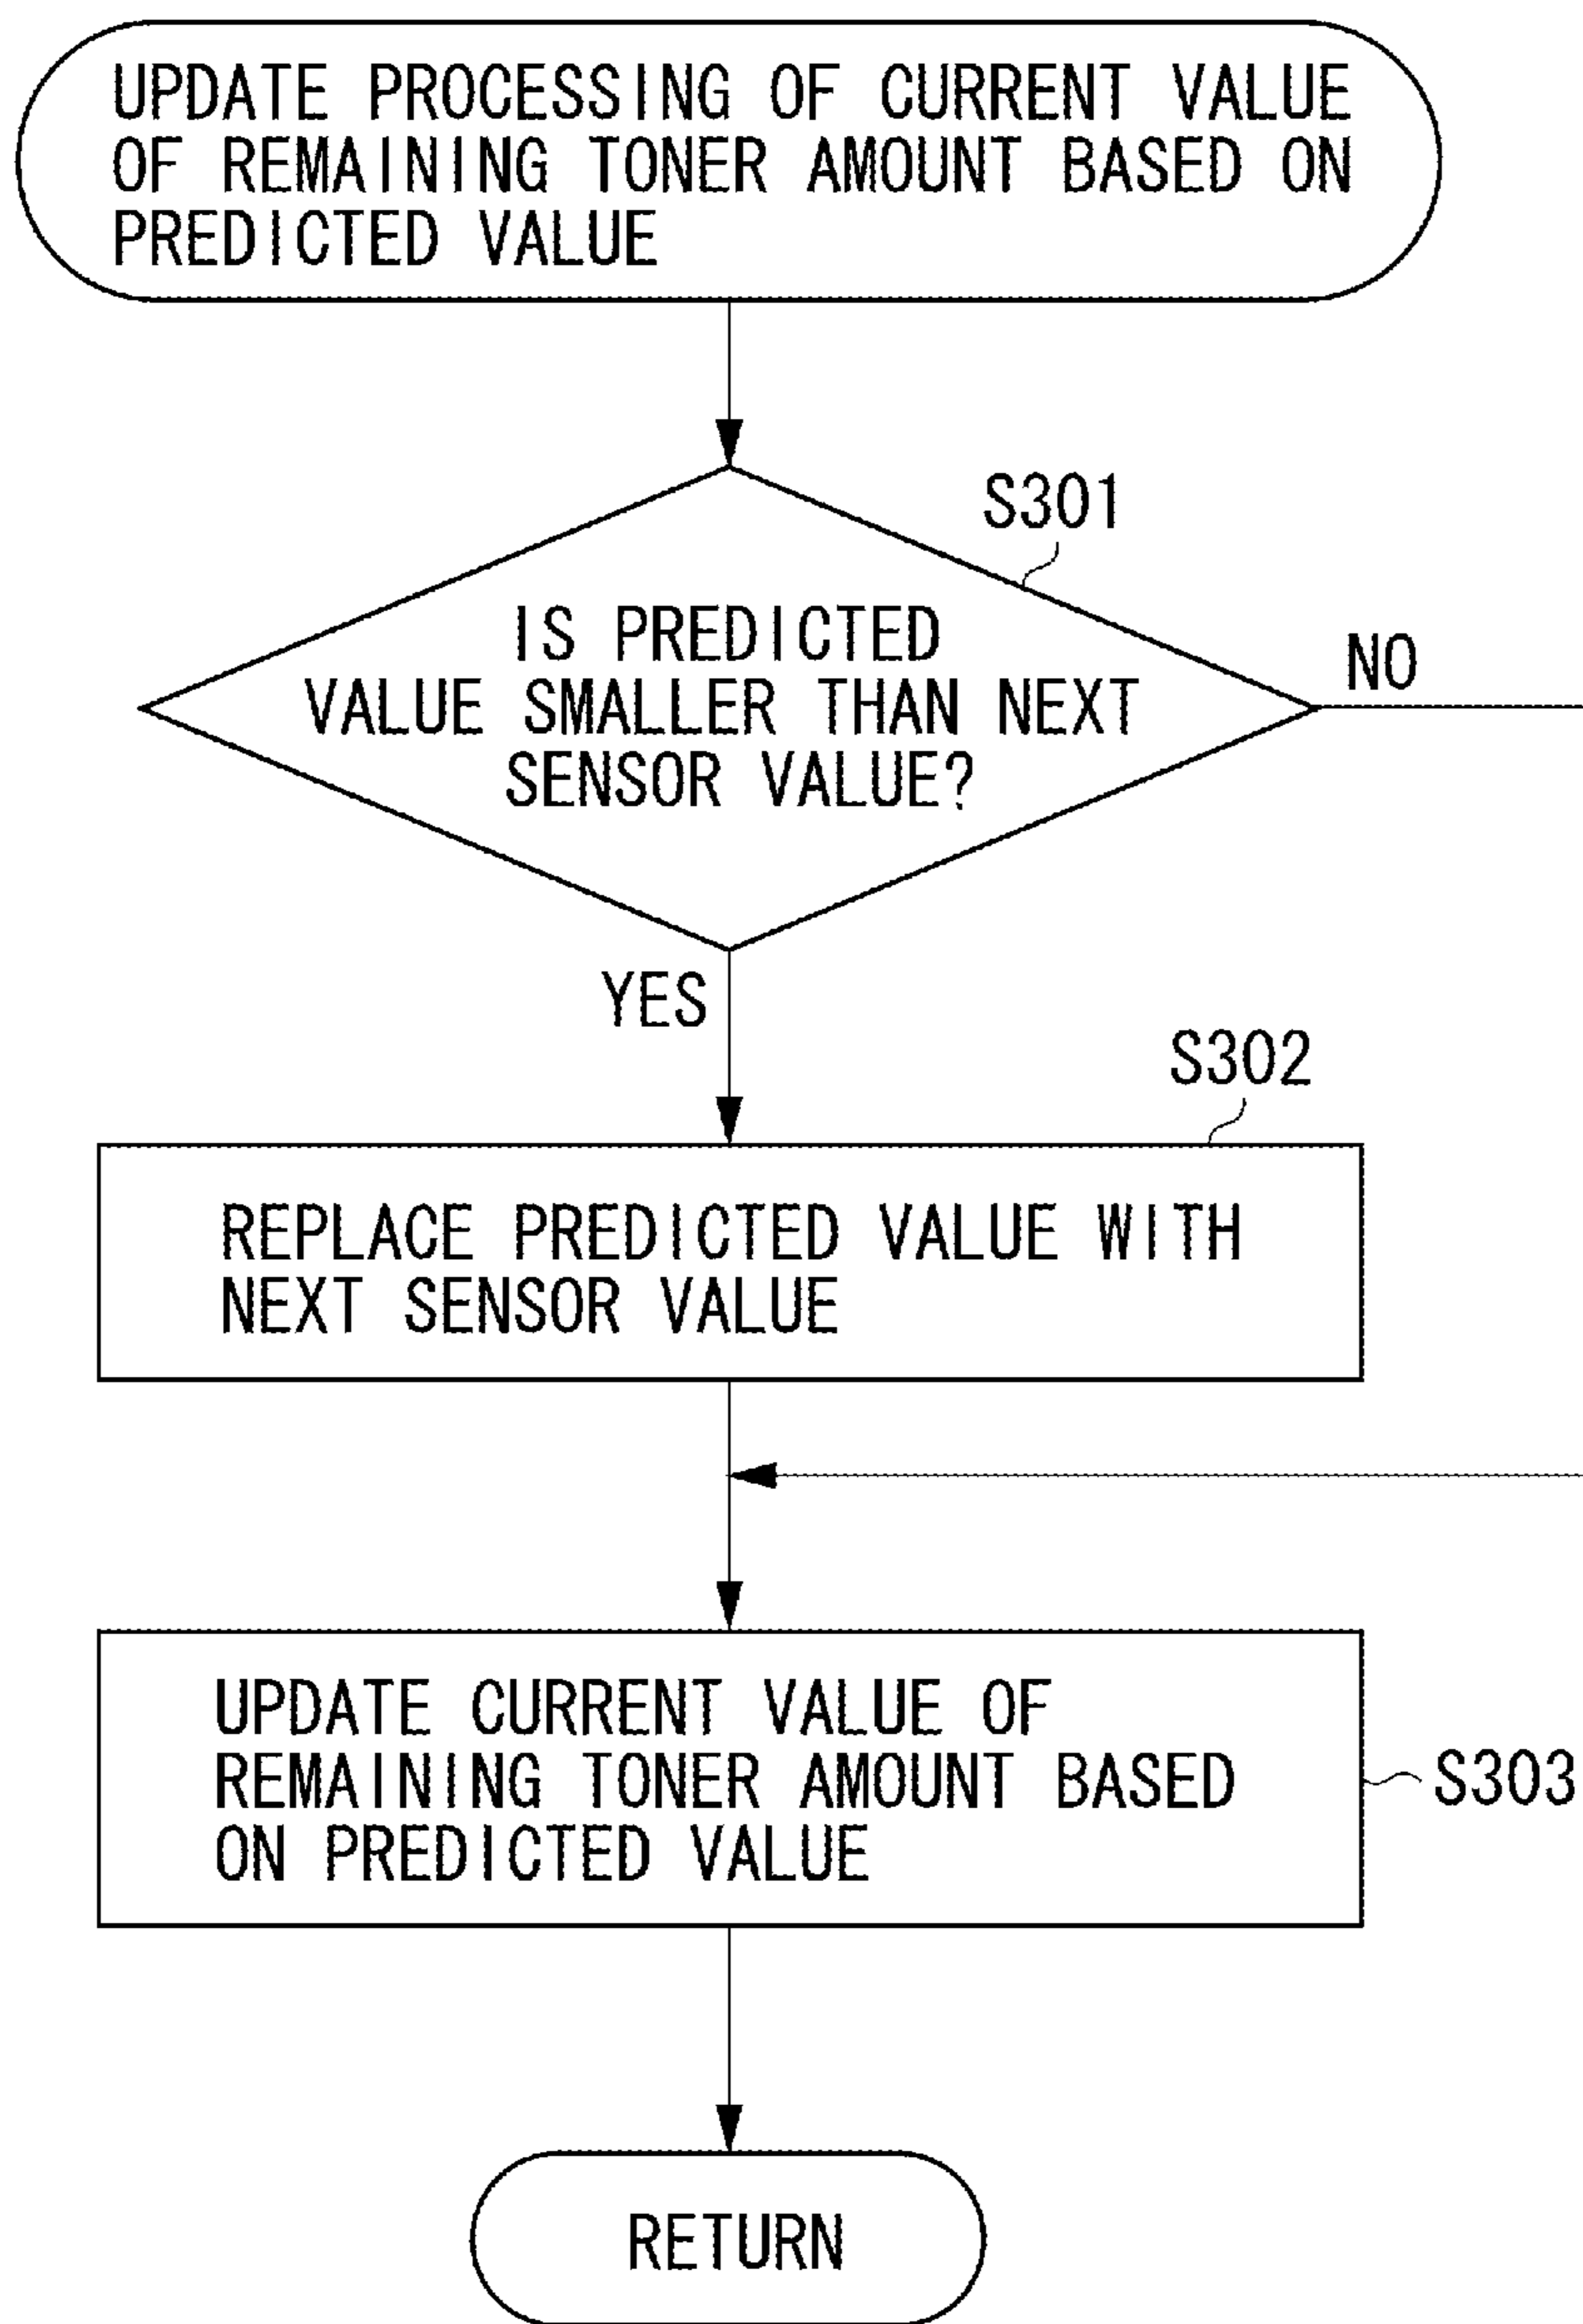 UPDATE PROCESSING OF CURRENT VALUE
OF REMAINING TONER AMOUNT BASED ON
PREDICTED VALUE
S301
IS PREDICTED
VALUE SMALLER THAN NEXT
SENSOR VALUE?
NO
YES
S302
REPLACE PREDICTED VALUE WITH
NEXT SENSOR VALUE
UPDATE CURRENT VALUE OF
REMAINING TONER AMOUNT BASED
ON PREDICTED VALUE
S303
RETURN